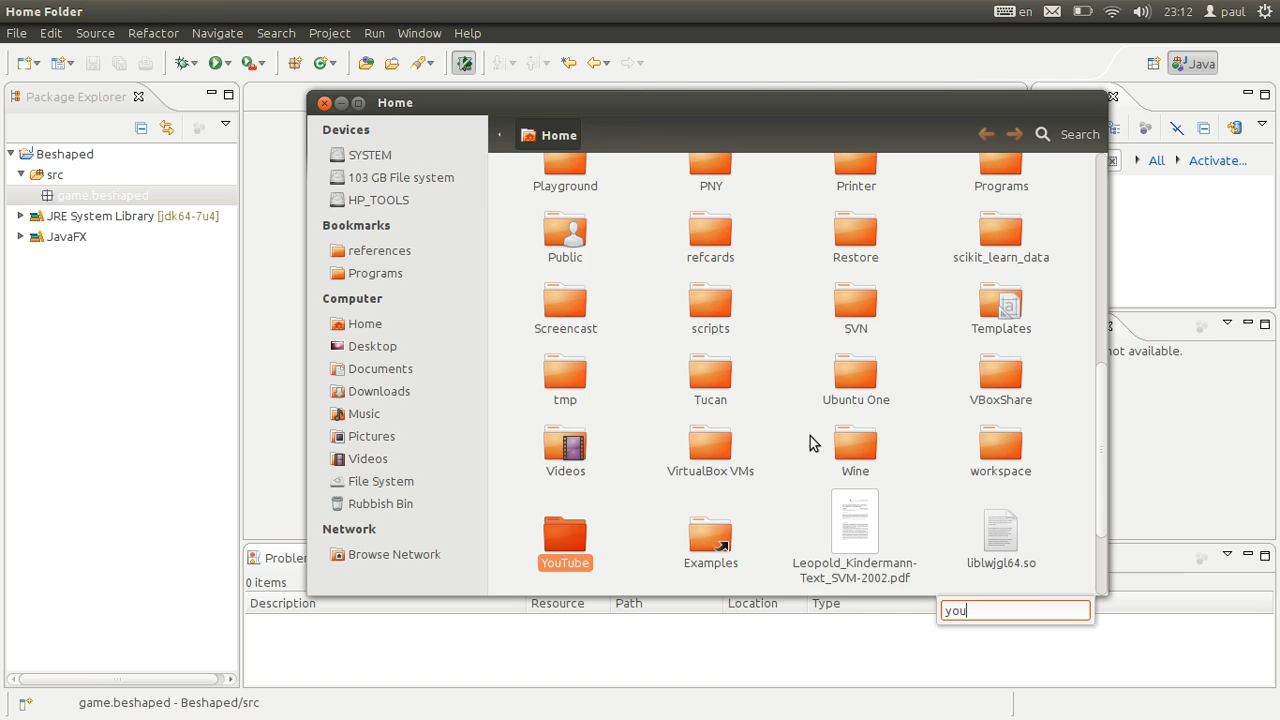 Home Folder
en
23:12
paul
File Edit Source Refactor Navigate Search Project Run Window Help
Java
Package Explorer
Beshaped
src
game.beshaped
JRE System Library [jdk64-7u4]
JavaFX
Home
Devices
SYSTEM
103 GB File system
HP_TOOLS
Bookmarks
references
Programs
Computer
Home
Desktop
Documents
Downloads
Music
Pictures
Videos
File System
Rubbish Bin
Network
Browse Network
Home
Search
Playground PNY Printer Programs
Public refcards Restore scikit_learn_data
Screencast scripts SVN Templates
tmp Tucan Ubuntu One VBoxShare
Videos VirtualBox VMs Wine workspace
YouTube Examples Leopold_Kindermann-
Text_SVM-2002.pdf
liblwjgl64.so
you
All Activate...
not available.
Problem
0 items
Description Resource Path Location Type
game.beshaped - Beshaped/src